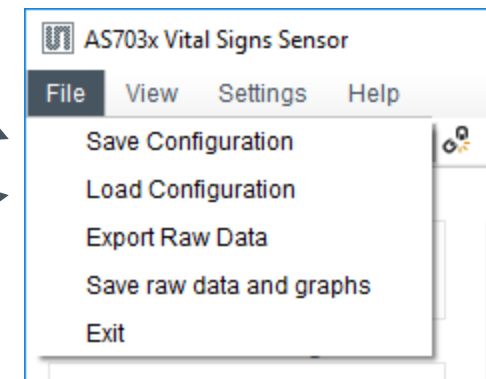 AS703x Vital Signs Sensor
File View Settings Help
Save Configuration
Load Configuration
Export Raw Data
Save raw data and graphs
Exit